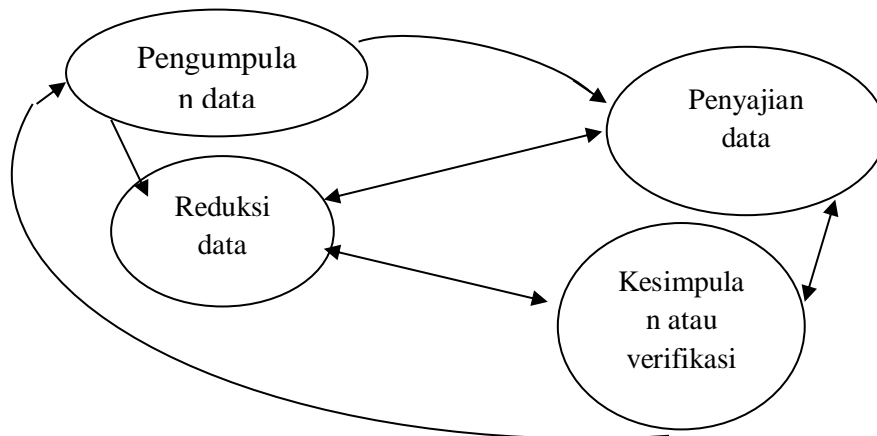 Pengumpula
n data
Penyajian
data
Reduksi
data
Kesimpula
n atau
verifikasi